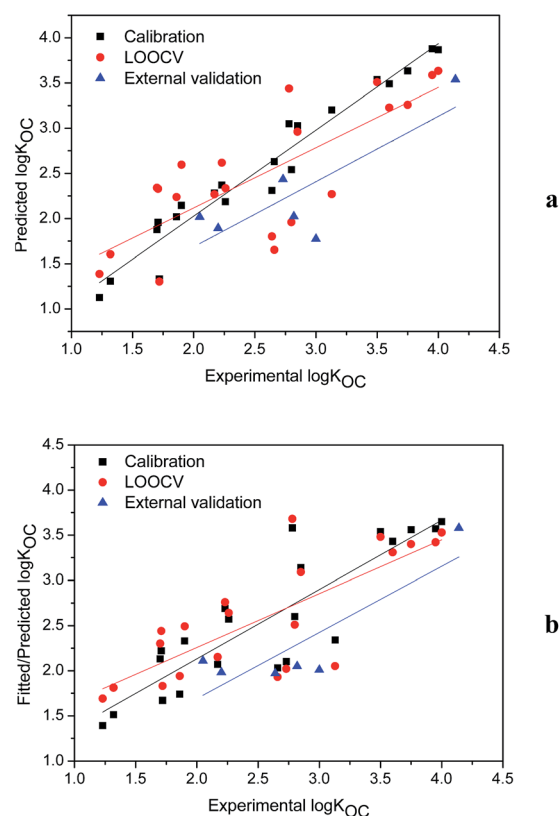 4.0
3.5
3.0
2.5
2.0
1.5
1.0
Predicted logKOC
Calibration
LOOCV
External validation
1.0 1.5 2.0 2.5 3.0 3.5 4.0 4.5
Experimental logKOC
a
4.5
4.0
3.5
3.0
2.5
2.0
1.5
1.0
Fitted/Predicted logKOC
Calibration
LOOCV
External validation
1.0 1.5 2.0 2.5 3.0 3.5 4.0 4.5
Experimental logKOC
b